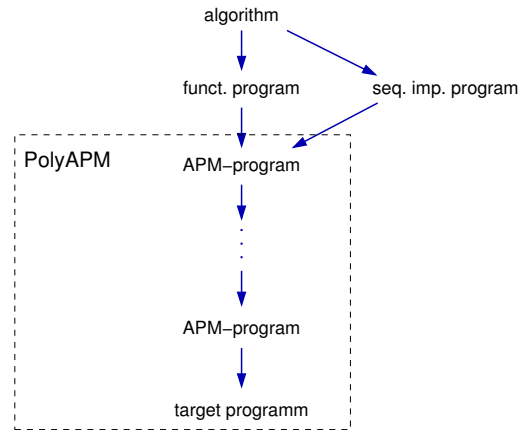 algorithm
funct. program
seq. imp. program
PolyAPM
APM−program
APM−program
target programm